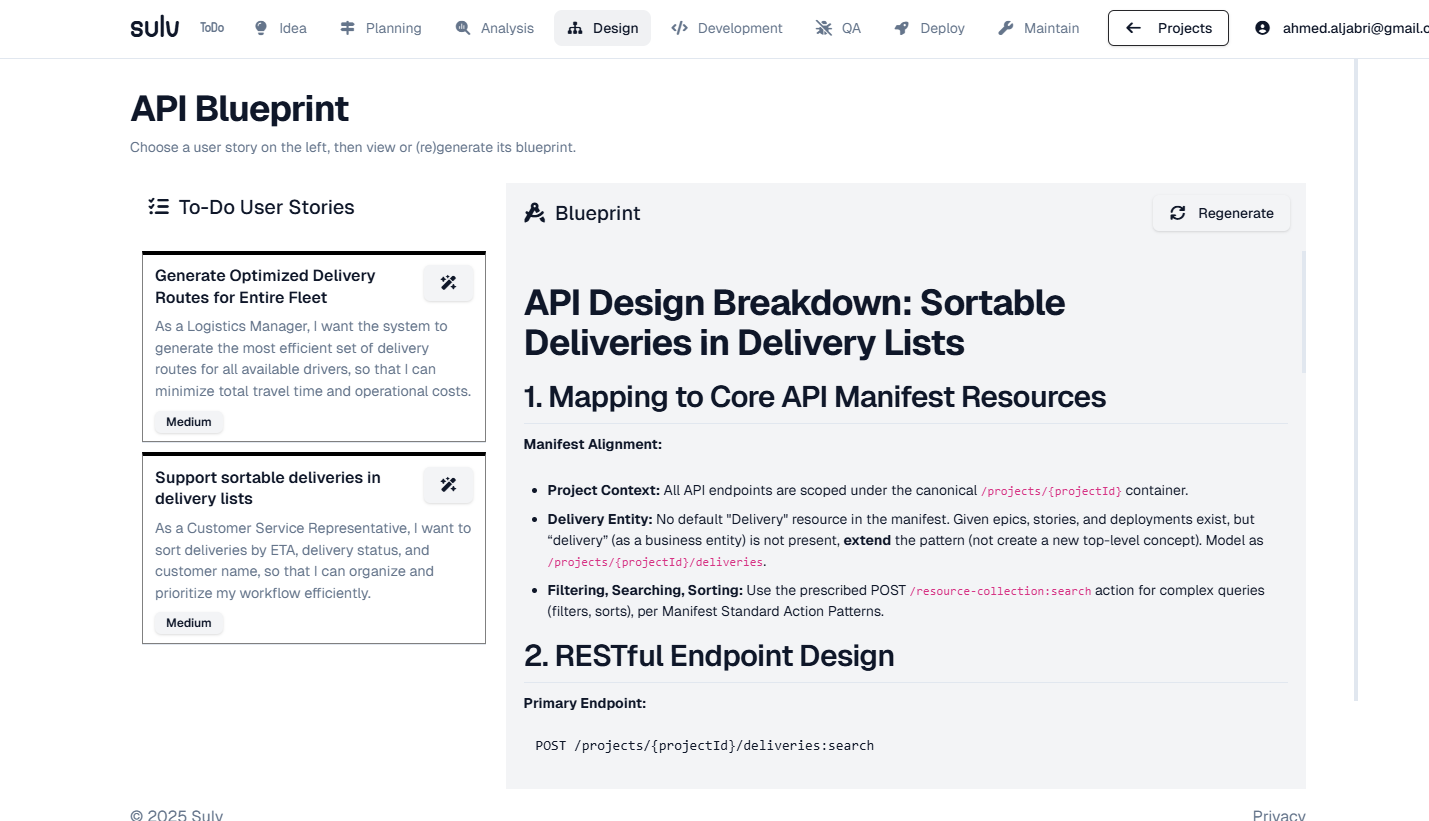 sulv ToDo Idea Planning Analysis Design Development QA Deploy Maintain Projects ahmed.aljabri@gmail.c
API Blueprint
Choose a user story on the left, then view or (re)generate its blueprint.
To-Do User Stories
Generate Optimized Delivery
Routes for Entire Fleet
As a Logistics Manager, I want the system to
generate the most efficient set of delivery
routes for all available drivers, so that I can
minimize total travel time and operational costs.
Medium
Support sortable deliveries in
delivery lists
As a Customer Service Representative, I want to
sort deliveries by ETA, delivery status, and
customer name, so that I can organize and
prioritize my workflow efficiently.
Medium
Blueprint
Regenerate
API Design Breakdown: Sortable
Deliveries in Delivery Lists
1. Mapping to Core API Manifest Resources
Manifest Alignment:
• Project Context: All API endpoints are scoped under the canonical /projects/{projectId} container.
• Delivery Entity: No default "Delivery" resource in the manifest. Given epics, stories, and deployments exist, but
“delivery” (as a business entity) is not present, extend the pattern (not create a new top-level concept). Model as
/projects/{projectId}/deliveries.
• Filtering, Searching, Sorting: Use the prescribed POST /resource-collection:search action for complex queries
(filters, sorts), per Manifest Standard Action Patterns.
2. RESTful Endpoint Design
Primary Endpoint:
POST /projects/{projectId}/deliveries:search
© 2025 Sulv
Privacy